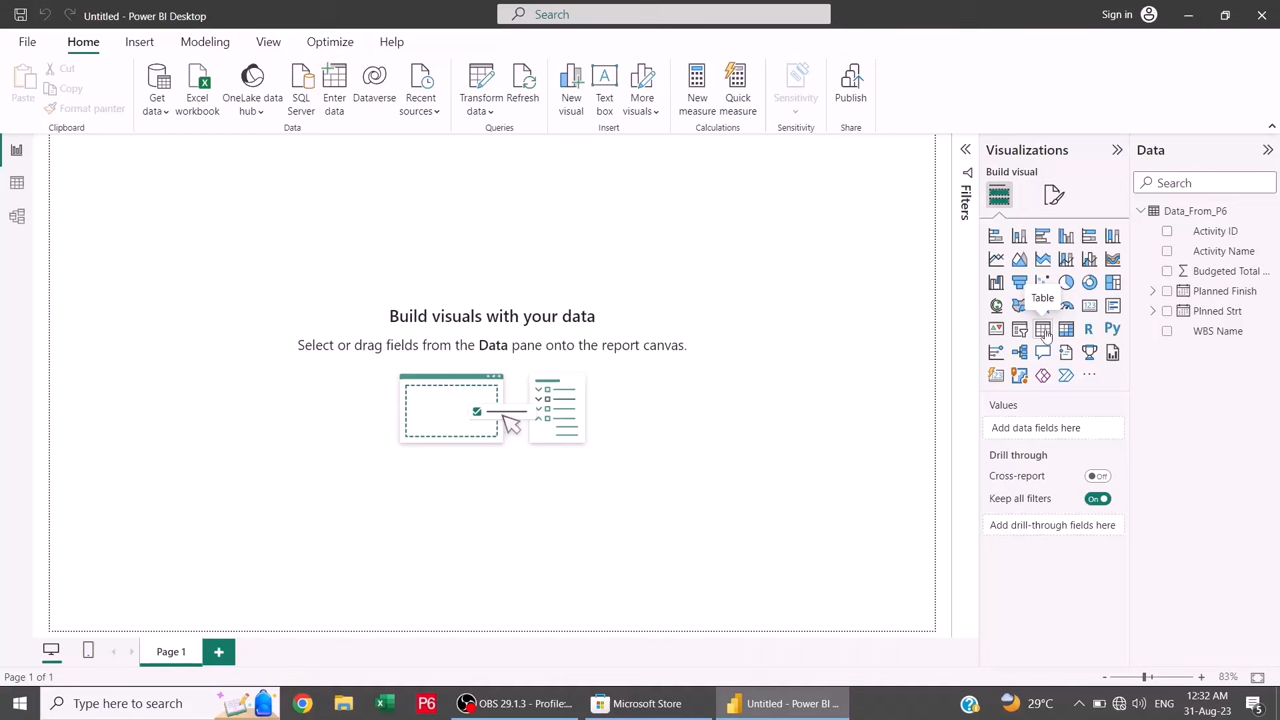 Untitled - Power BI Desktop
Search
Sign in
File
Home
Insert
Modeling
View
Optimize
Help
Paste
Cut
Copy
Format painter
Clipboard
Get data
Excel workbook
OneLake data hub
SQL Server
Enter data
Dataverse
Recent sources
Data
Transform data
Refresh
Queries
New visual
Text box
More visuals
Insert
New measure
Quick measure
Calculations
Sensitivity
Sensitivity
Publish
Share
Build visuals with your data
Select or drag fields from the Data pane onto the report canvas.
Filters
Visualizations
Build visual
123
Table
R
Py
Values
Add data fields here
Drill through
Cross-report
Off
Keep all filters
On
Add drill-through fields here
Data
Search
Data_From_P6
Activity ID
Activity Name
Budgeted Total ...
Planned Finish
Plnned Strt
WBS Name
Page 1
Page 1 of 1
83%
Type here to search
P6
OBS 29.1.3 - Profile:...
Microsoft Store
Untitled - Power BI ...
29°C
12:32 AM
31-Aug-23
5